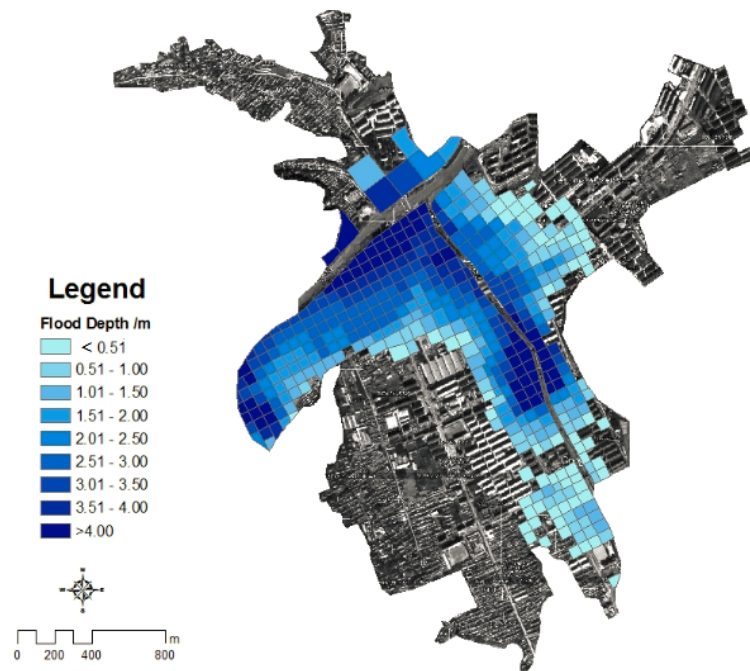 Legend
Flood Depth /m
< 0.51
0.51 - 1.00
1.01 - 1.50
1.51 - 2.00
2.01 - 2.50
2.51 - 3.00
3.01 - 3.50
3.51 - 4.00
>4.00
N
W E
S
m
0 200 400 800